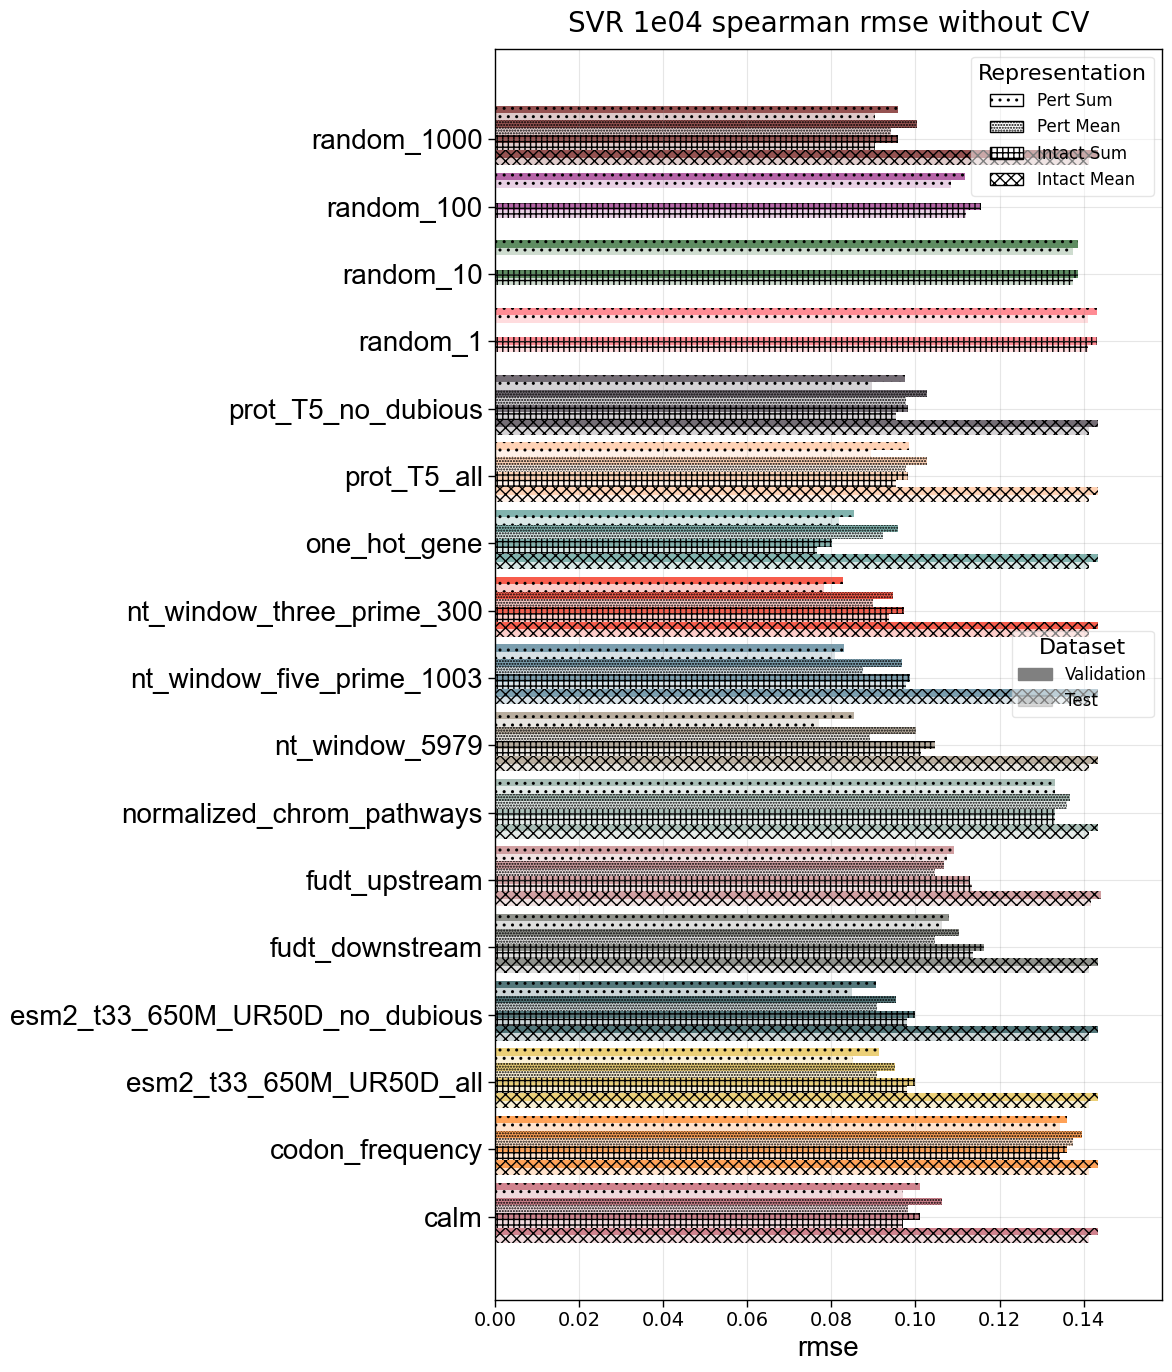 SVR 1e04 spearman rmse without CV
Representation
Pert Sum
Pert Mean
Intact Sum
Intact Mean
random_1000
random_100
random_10
random_1
prot_T5_no_dubious
prot_T5_all
one_hot_gene
nt_window_three_prime_300
Dataset
Validation
Test
nt_window_five_prime_1003
nt_window_5979
normalized_chrom_pathways
fudt_upstream
fudt_downstream
esm2_t33_650M_UR50D_no_dubious
esm2_t33_650M_UR50D_all
codon_frequency
calm
0.00 0.02 0.04 0.06 0.08 0.10 0.12 0.14
rmse